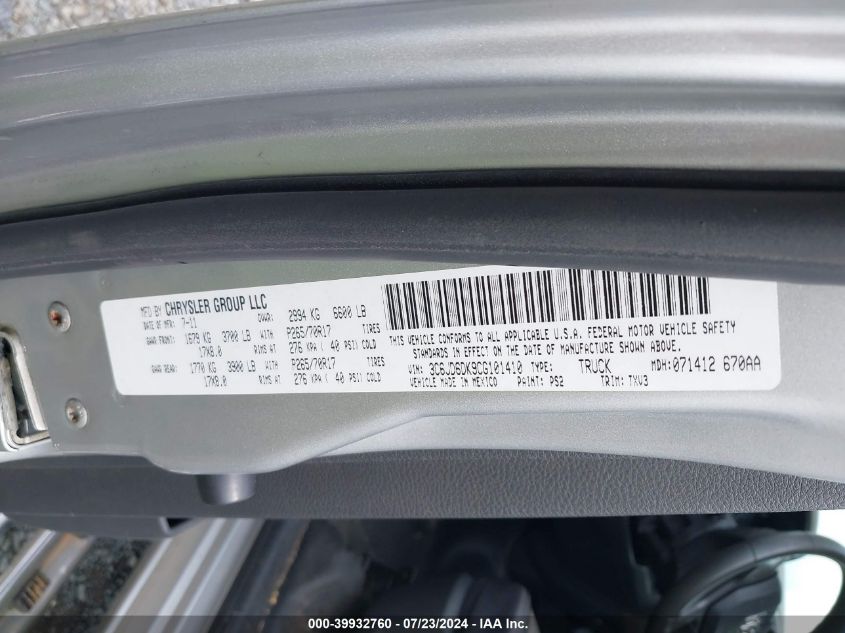 MFD BY CHRYSLER GROUP LLC
DATE OF MFR: 7-11 GVWR: 2994 KG 6600 LB
GAWR FRONT: 1679 KG 3700 LB WITH P265/70R17 TIRES
17X8.0 RIMS AT 276 KPA ( 40 PSI) COLD
GAWR REAR: 1770 KG 3900 LB WITH P265/70R17 TIRES
17X8.0 RIMS AT 276 KPA ( 40 PSI) COLD
THIS VEHICLE CONFORMS TO ALL APPLICABLE U.S.A. FEDERAL MOTOR VEHICLE SAFETY
STANDARDS IN EFFECT ON THE DATE OF MANUFACTURE SHOWN ABOVE.
VIN: 3C6JD6DK9CG101410 TYPE: TRUCK MDH: 071412 670AA
VEHICLE MADE IN MEXICO PAINT: PS2 TRIM: TXV3
000-39932760 - 07/23/2024 - IAA Inc.